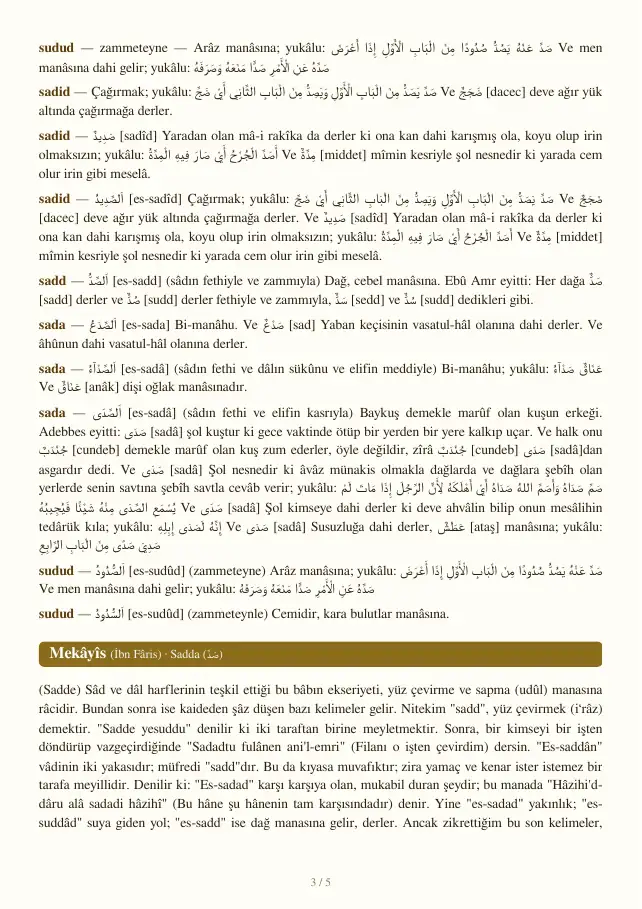 sudud — zammeteyne — Arâz manâsına; yukâlu: صَدَّ عَنْهُ يَصُدُّ صُدُودًا مِنَ الْبَابِ الْأَوَّلِ إِذَا أَعْرَضَ Ve men
manâsına dahi gelir; yukâlu: صَدَّهُ عَنِ الْأَمْرِ صَدًّا مَنَعَهُ وَصَرَفَهُ
sadid — Çağırmak; yukâlu: صَدَّ يَصُدُّ مِنَ الْبَابِ الْأَوَّلِ وَيَصِدُّ مِنَ الْبَابِ الثَّانِي أَيْ ضَجَّ Ve ضَجَجْ [dacec] deve ağır yük
altında çağırmağa derler.
sadid — صَدِيدْ [sadîd] Yaradan olan mâ-i rakîka da derler ki ona kan dahi karışmış ola, koyu olup irin
olmaksızın; yukâlu: أَصَدَّ الْجُرْحُ أَيْ صَارَ فِيهِ الْمِدَّةُ Ve مِدَّةْ [middet] mîmin kesriyle şol nesnedir ki yarada cem
olur irin gibi meselâ.
sadid — اَلصَّدِيدُ [es-sadîd] Çağırmak; yukâlu: صَدَّ يَصُدُّ مِنَ الْبَابِ الْأَوَّلِ وَيَصِدُّ مِنَ الْبَابِ الثَّانِي أَيْ ضَجَّ Ve ضَجَجْ
[dacec] deve ağır yük altında çağırmağa derler. Ve صَدِيدْ [sadîd] Yaradan olan mâ-i rakîka da derler ki
ona kan dahi karışmış ola, koyu olup irin olmaksızın; yukâlu: أَصَدَّ الْجُرْحُ أَيْ صَارَ فِيهِ الْمِدَّةُ Ve مِدَّةْ [middet]
mîmin kesriyle şol nesnedir ki yarada cem olur irin gibi meselâ.
sadd — اَلصَّدُّ [es-sadd] (sâdın fethiyle ve zammıyla) Dağ, cebel manâsına. Ebû Amr eyitti: Her dağa صَدٌّ
[sadd] derler ve صُدٌّ [sudd] derler fethiyle ve zammıyla, سَدٌّ [sedd] ve سُدٌّ [sudd] dedikleri gibi.
sada — اَلصَّدَعُ [es-sada] Bi-manâhu. Ve صَدَعْ [sad] Yaban keçisinin vasatul-hâl olanına dahi derler. Ve
âhûnun dahi vasatul-hâl olanına derler.
sada — اَلصَّدْآةُ [es-sadâ] (sâdın fethi ve dâlın sükûnu ve elifin meddiyle) Bi-manâhu; yukâlu: عَنَاقٌ صَدْآءُ
Ve عَنَاقٌ [anâk] dişi oğlak manâsınadır.
sada — اَلصَّدَى [es-sadâ] (sâdın fethi ve elifin kasrıyla) Baykuş demekle marûf olan kuşun erkeği.
Adebbes eyitti: صَدَى [sadâ] şol kuştur ki gece vaktinde ötüp bir yerden bir yere kalkıp uçar. Ve halk onu
جُنْدَبْ [cundeb] demekle marûf olan kuş zum ederler, öyle değildir, zîrâ جُنْدَبْ [cundeb] صَدَى [sadâ]dan
asgardır dedi. Ve صَدَى [sadâ] Şol nesnedir ki âvâz münakis olmakla dağlarda ve dağlara şebîh olan
yerlerde senin savtına şebîh savtla cevâb verir; yukâlu: صَمَّ صَدَاهُ وَأَصَمَّ اللهُ صَدَاهُ أَيْ أَهْلَكَهُ لِأَنَّ الرَّجُلَ إِذَا مَاتَ لَمْ
يُسْمَعِ الصَّدَى مِنْهُ شَيْئًا فَيُجِيبُهُ Ve صَدَى [sadâ] Şol kimseye dahi derler ki deve ahvâlin bilip onun mesâlihin
tedârük kıla; yukâlu: إِنَّهُ لَصَدَى إِبِلِهِ Ve صَدَى [sadâ] Susuzluğa dahi derler, عَطَشْ [ataş] manâsına; yukâlu:
صَدِيَ صَدًى مِنَ الْبَابِ الرَّابِعِ
sudud — اَلصُّدُودُ [es-sudûd] (zammeteyne) Arâz manâsına; yukâlu: صَدَّ عَنْهُ يَصُدُّ صُدُودًا مِنَ الْبَابِ الْأَوَّلِ إِذَا أَعْرَضَ
Ve men manâsına dahi gelir; yukâlu: صَدَّهُ عَنِ الْأَمْرِ صَدًّا مَنَعَهُ وَصَرَفَهُ
sudud — اَلسُّدُودُ [es-sudûd] (zammeteynle) Cemidir, kara bulutlar manâsına.
Mekâyîs (İbn Fâris) · Sadda (صَدَّ)
(Sadde) Sâd ve dâl harflerinin teşkil ettiği bu bâbın ekseriyeti, yüz çevirme ve sapma (udûl) manasına
râcidir. Bundan sonra ise kaideden şâz düşen bazı kelimeler gelir. Nitekim "sadd", yüz çevirmek (i'râz)
demektir. "Sadde yesuddu" denilir ki iki taraftan birine meyletmektir. Sonra, bir kimseyi bir işten
döndürüp vazgeçirdiğinde "Sadadtu fulânen ani'l-emri" (Filanı o işten çevirdim) dersin. "Es-saddân"
vâdinin iki yakasıdır; müfredi "sadd"dır. Bu da kıyasa muvafıktır; zira yamaç ve kenar ister istemez bir
tarafa meyillidir. Denilir ki: "Es-sadad" karşı karşıya olan, mukabil duran şeydir; bu manada "Hâzihi'd-
dâru alâ sadadi hâzihî" (Bu hâne şu hânenin tam karşısındadır) denir. Yine "es-sadad" yakınlık; "es-
suddâd" suya giden yol; "es-sadd" ise dağ manasına gelir, derler. Ancak zikrettiğim bu son kelimeler,
3 / 5